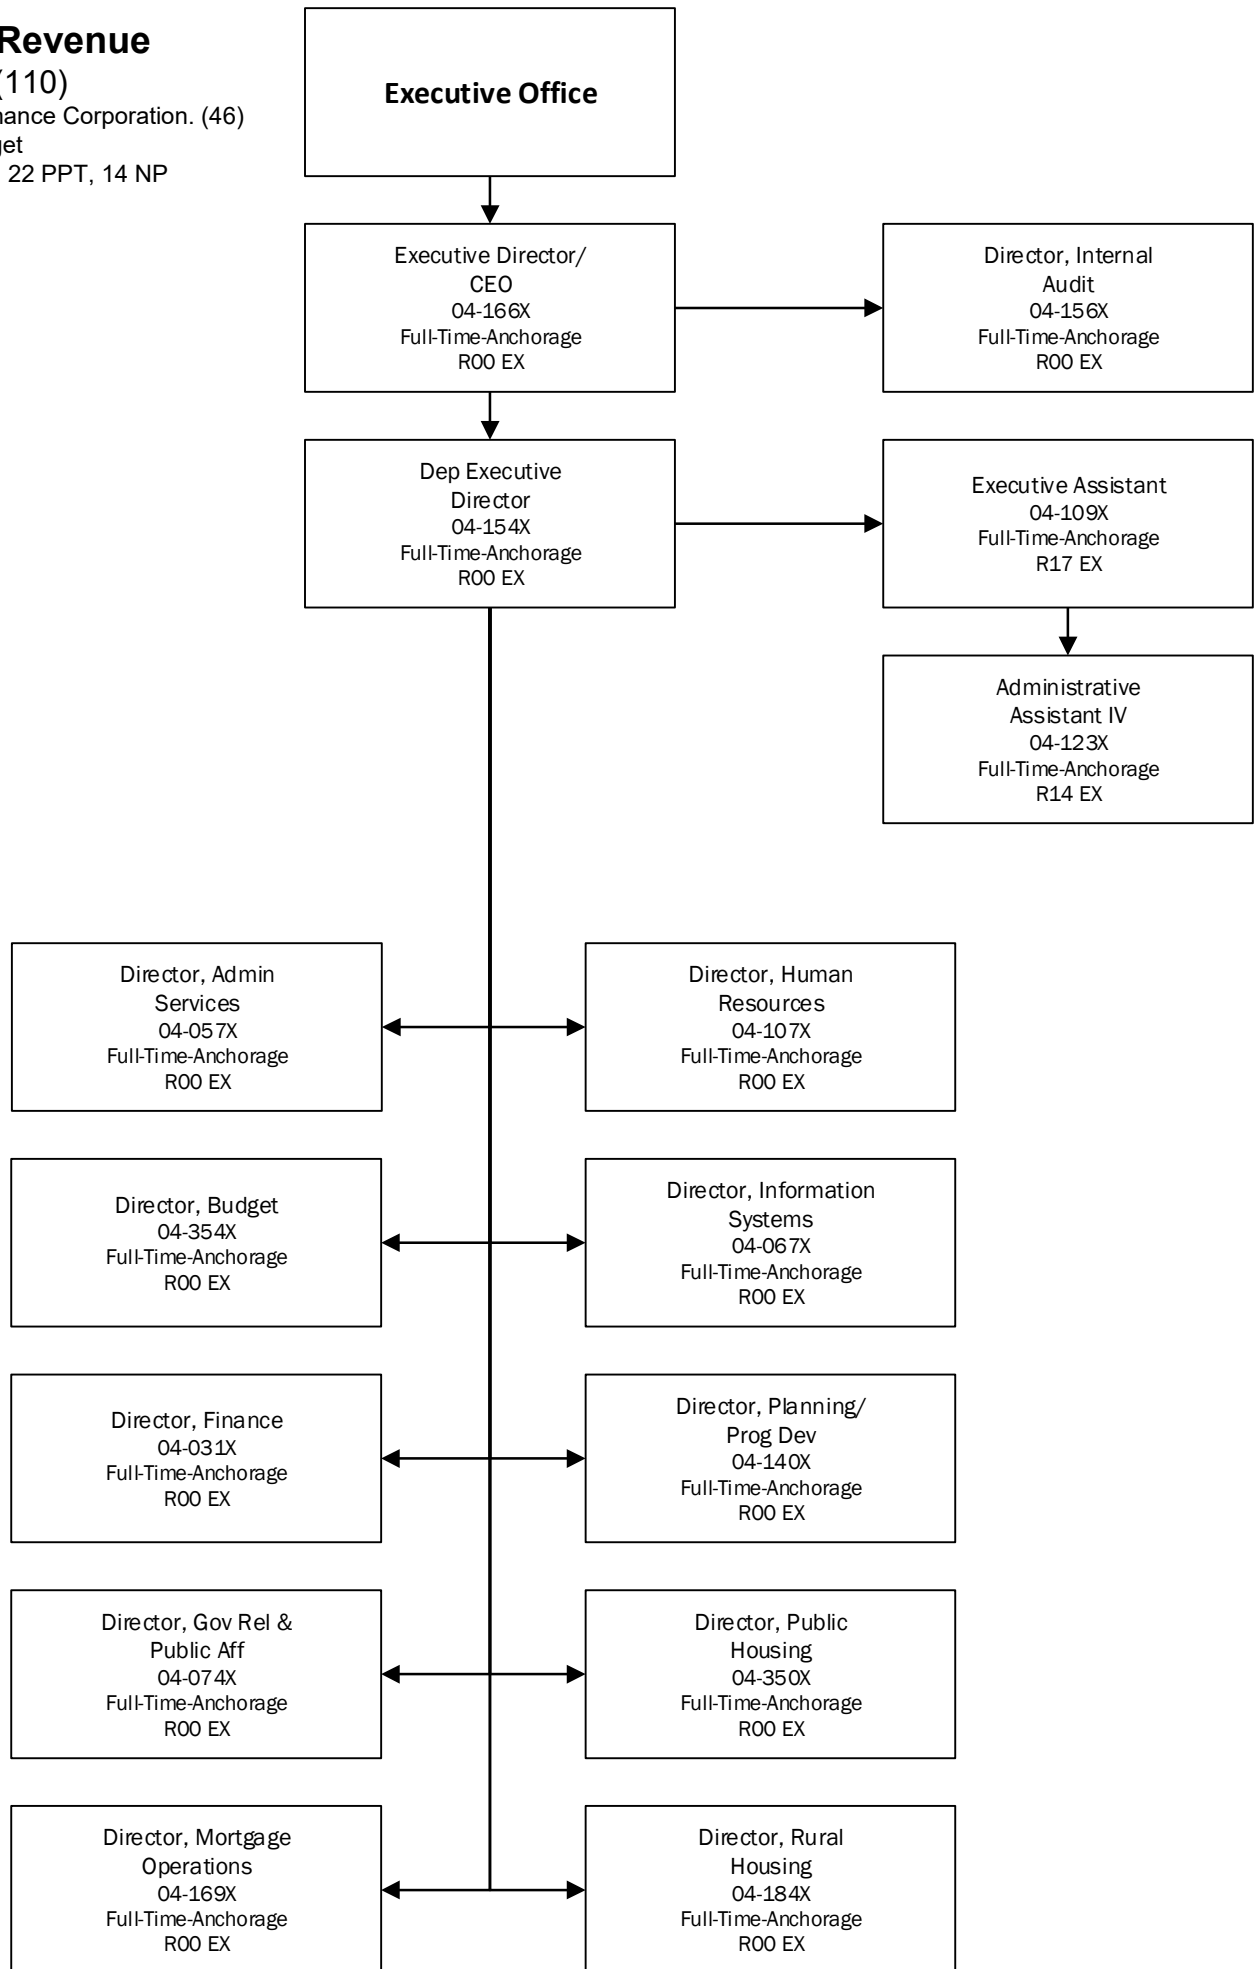 Revenue
(110)
nance Corporation. (46)
get
22 PPT, 14 NP
Executive Office
Executive Director/
CEO
04-166X
Full-Time-Anchorage
R00 EX
Director, Internal
Audit
04-156X
Full-Time-Anchorage
R00 EX
Dep Executive
Director
04-154X
Full-Time-Anchorage
R00 EX
Executive Assistant
04-109X
Full-Time-Anchorage
R17 EX
Administrative
Assistant IV
04-123X
Full-Time-Anchorage
R14 EX
Director, Admin
Services
04-057X
Full-Time-Anchorage
R00 EX
Director, Human
Resources
04-107X
Full-Time-Anchorage
R00 EX
Director, Budget
04-354X
Full-Time-Anchorage
R00 EX
Director, Information
Systems
04-067X
Full-Time-Anchorage
R00 EX
Director, Finance
04-031X
Full-Time-Anchorage
R00 EX
Director, Planning/
Prog Dev
04-140X
Full-Time-Anchorage
R00 EX
Director, Gov Rel &
Public Aff
04-074X
Full-Time-Anchorage
R00 EX
Director, Public
Housing
04-350X
Full-Time-Anchorage
R00 EX
Director, Mortgage
Operations
04-169X
Full-Time-Anchorage
R00 EX
Director, Rural
Housing
04-184X
Full-Time-Anchorage
R00 EX